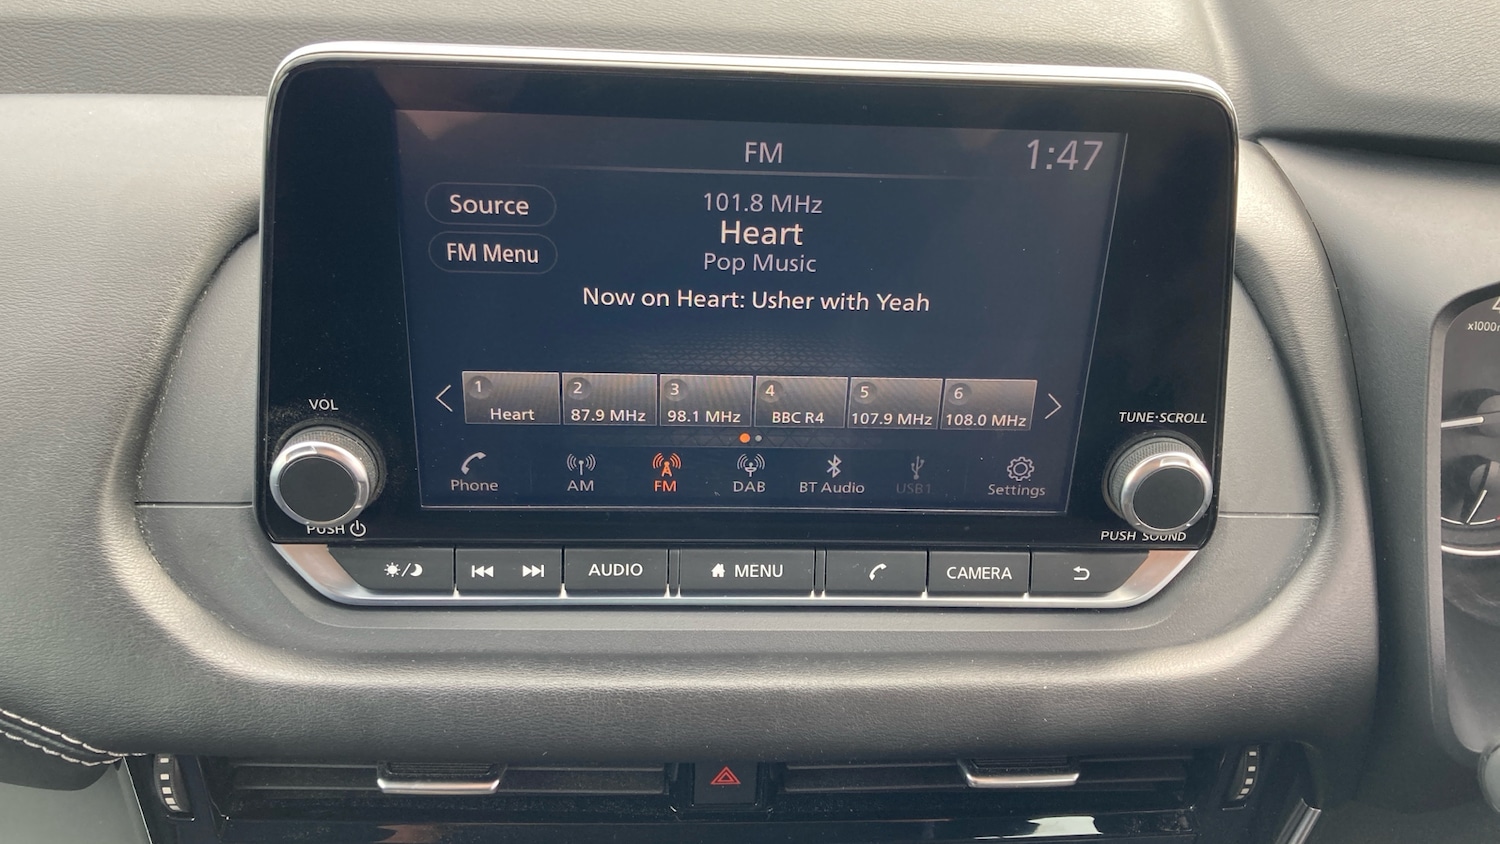 FM
1:47
Source
101.8 MHz
Heart
FM Menu
Pop Music
Now on Heart: Usher with Yeah
1
Heart
2
87.9 MHz
3
98.1 MHz
4
BBC R4
5
107.9 MHz
6
108.0 MHz
Phone
AM
FM
DAB
BT Audio
USB1
Settings
VOL
PUSH
TUNE·SCROLL
PUSH SOUND
AUDIO
MENU
CAMERA
x1000r